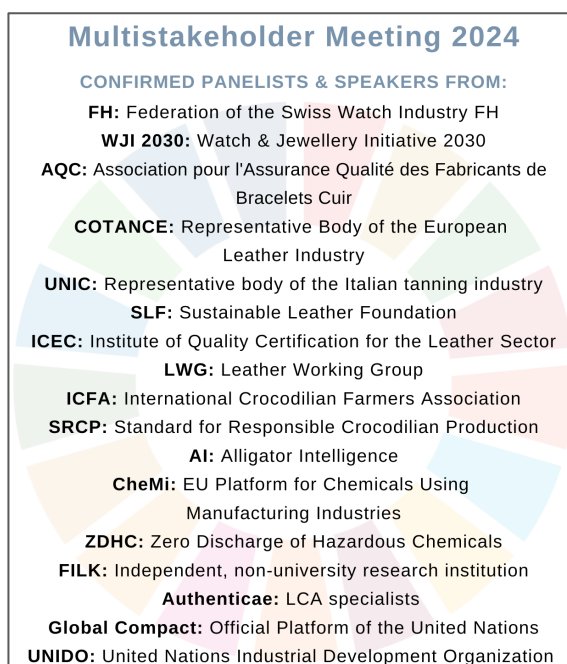 Multistakeholder Meeting 2024
CONFIRMED PANELISTS & SPEAKERS FROM:
FH: Federation of the Swiss Watch Industry FH
WJI 2030: Watch & Jewellery Initiative 2030
AQC: Association pour l'Assurance Qualité des Fabricants de
Bracelets Cuir
COTANCE: Representative Body of the European
Leather Industry
UNIC: Representative body of the Italian tanning industry
SLF: Sustainable Leather Foundation
ICEC: Institute of Quality Certification for the Leather Sector
LWG: Leather Working Group
ICFA: International Crocodilian Farmers Association
SRCP: Standard for Responsible Crocodilian Production
AI: Alligator Intelligence
CheMi: EU Platform for Chemicals Using
Manufacturing Industries
ZDHC: Zero Discharge of Hazardous Chemicals
FILK: Independent, non-university research institution
Authenticae: LCA specialists
Global Compact: Official Platform of the United Nations
UNIDO: United Nations Industrial Development Organization